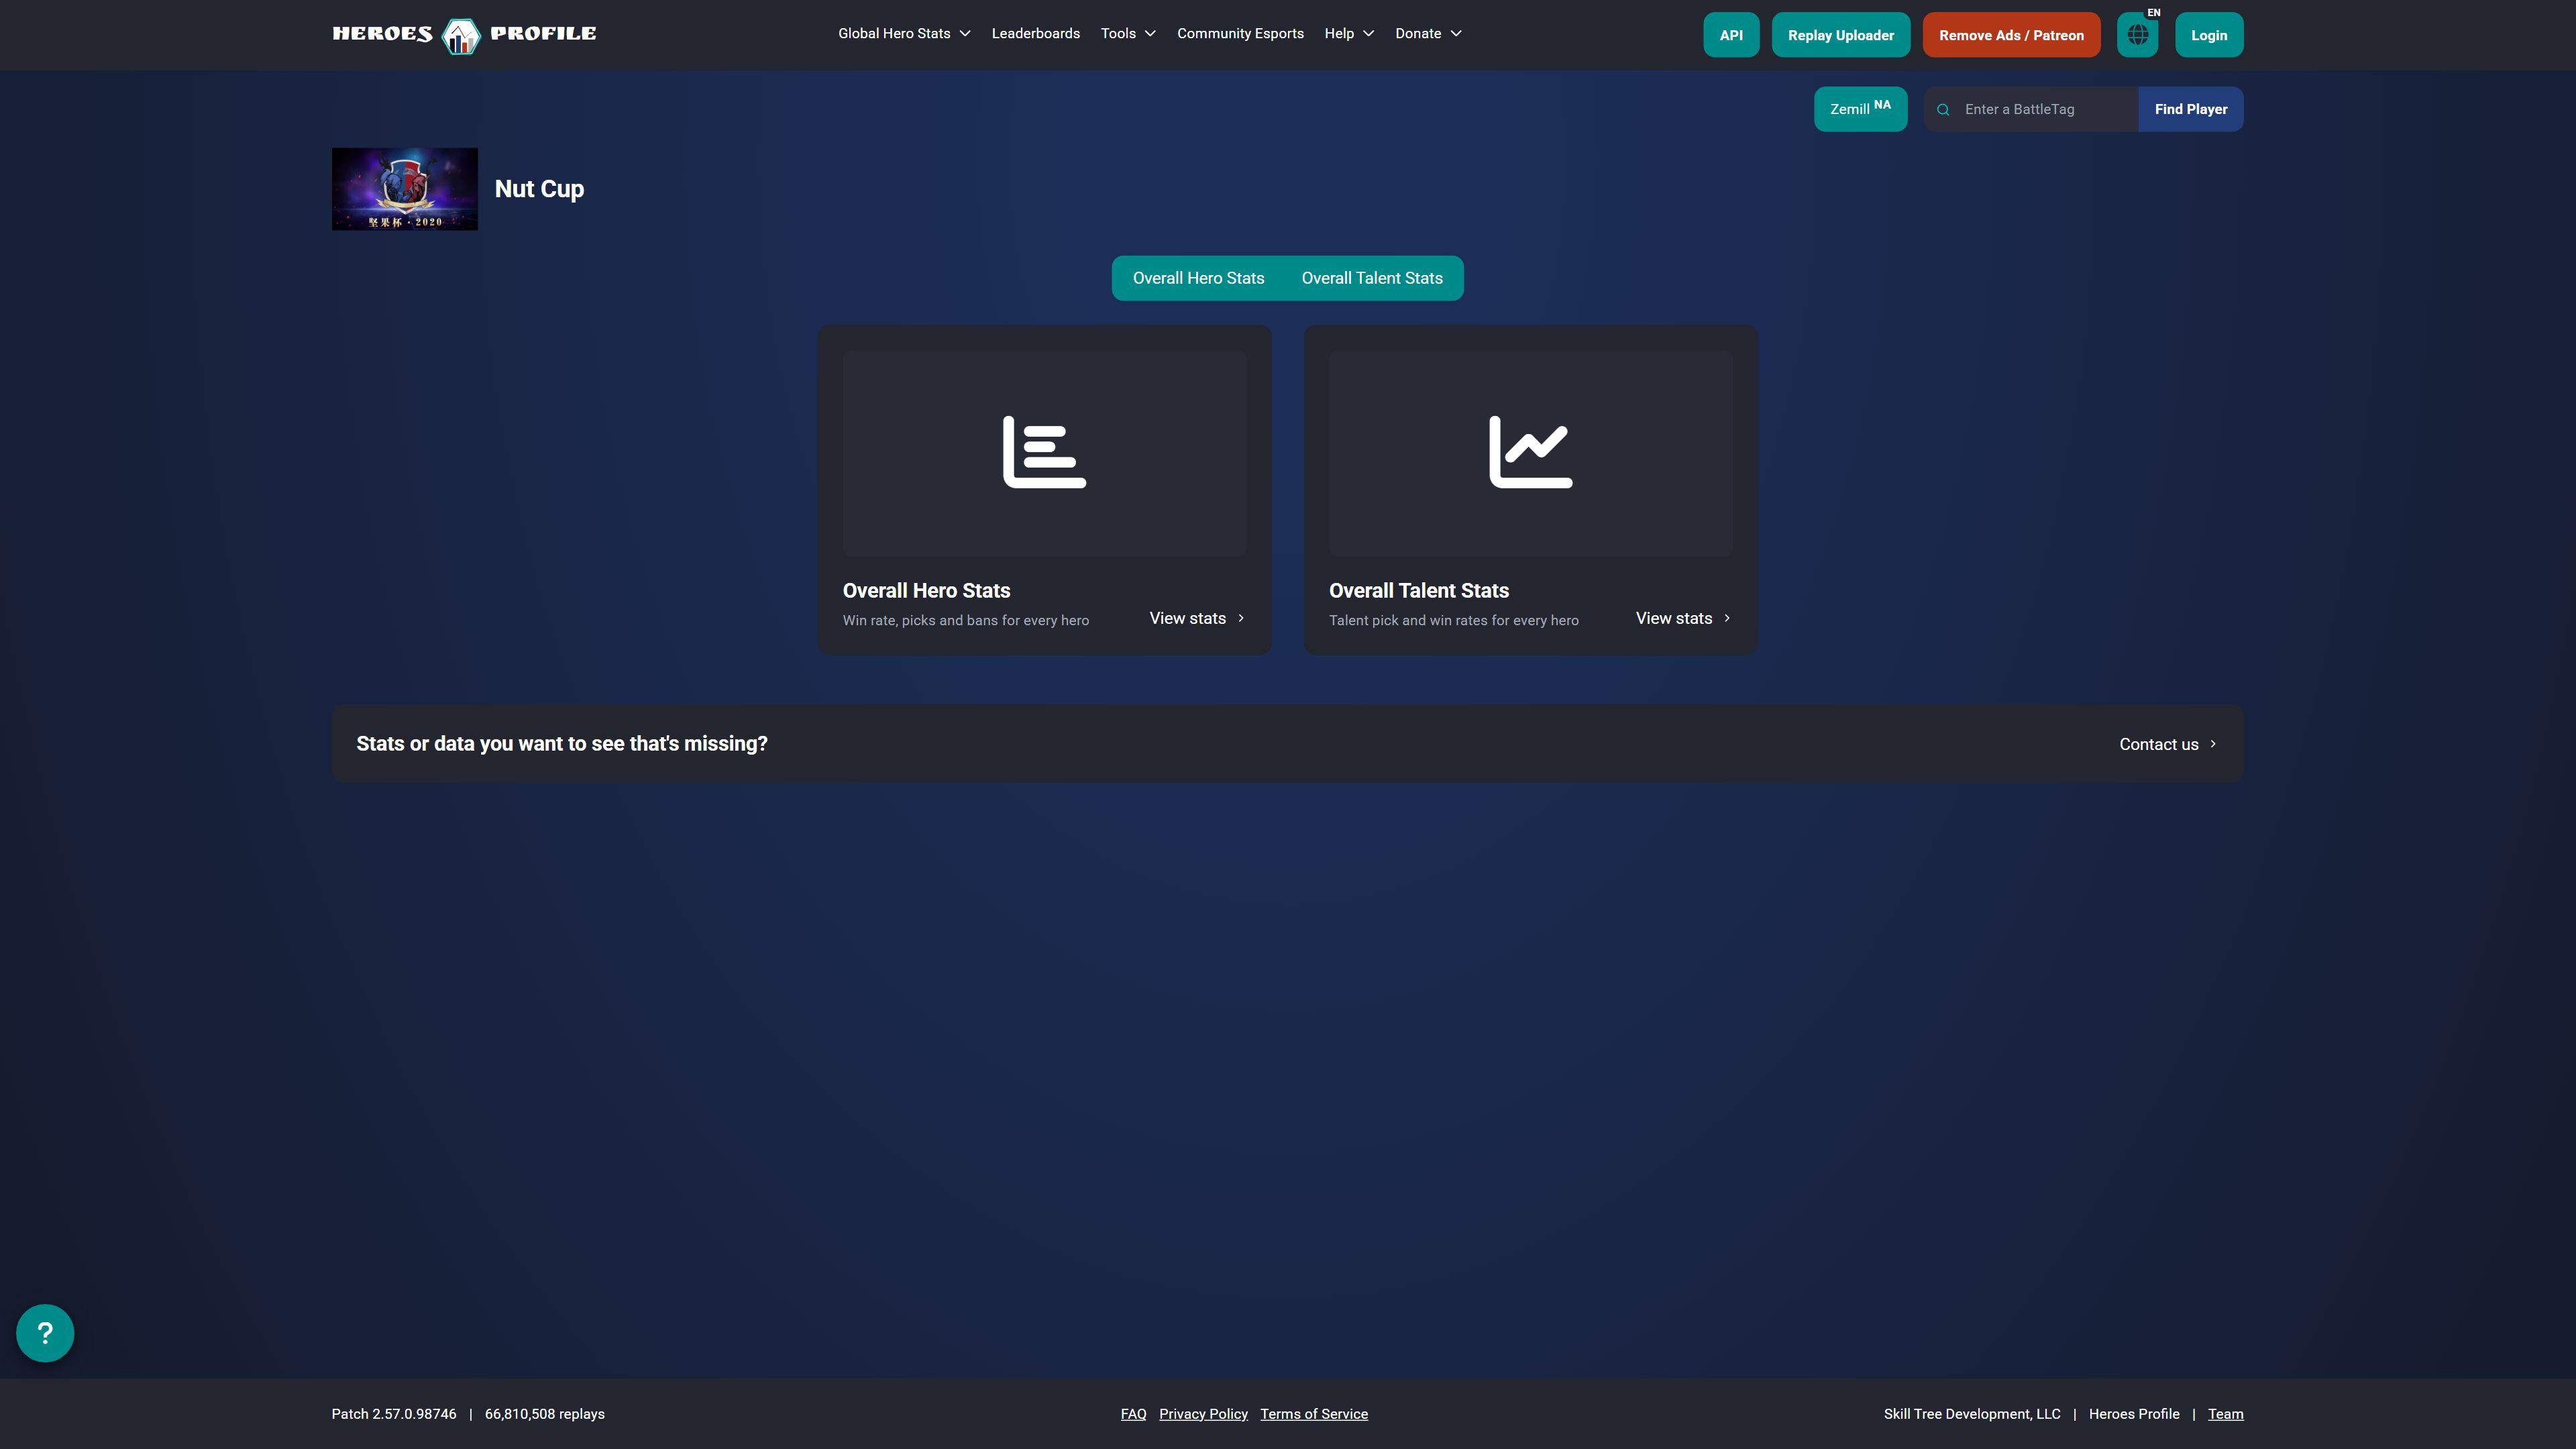 HEROES PROFILE
Global Hero Stats
Leaderboards
Tools
Community Esports
Help
Donate
API
Replay Uploader
Remove Ads / Patreon
EN
Login
Zemill NA
Enter a BattleTag
Find Player
坚果杯·2020
Nut Cup
Overall Hero Stats
Overall Talent Stats
Overall Hero Stats
Win rate, picks and bans for every hero
View stats
Overall Talent Stats
Talent pick and win rates for every hero
View stats
Stats or data you want to see that's missing?
Contact us
?
Patch 2.57.0.98746 | 66,810,508 replays
FAQ Privacy Policy Terms of Service
Skill Tree Development, LLC | Heroes Profile | Team